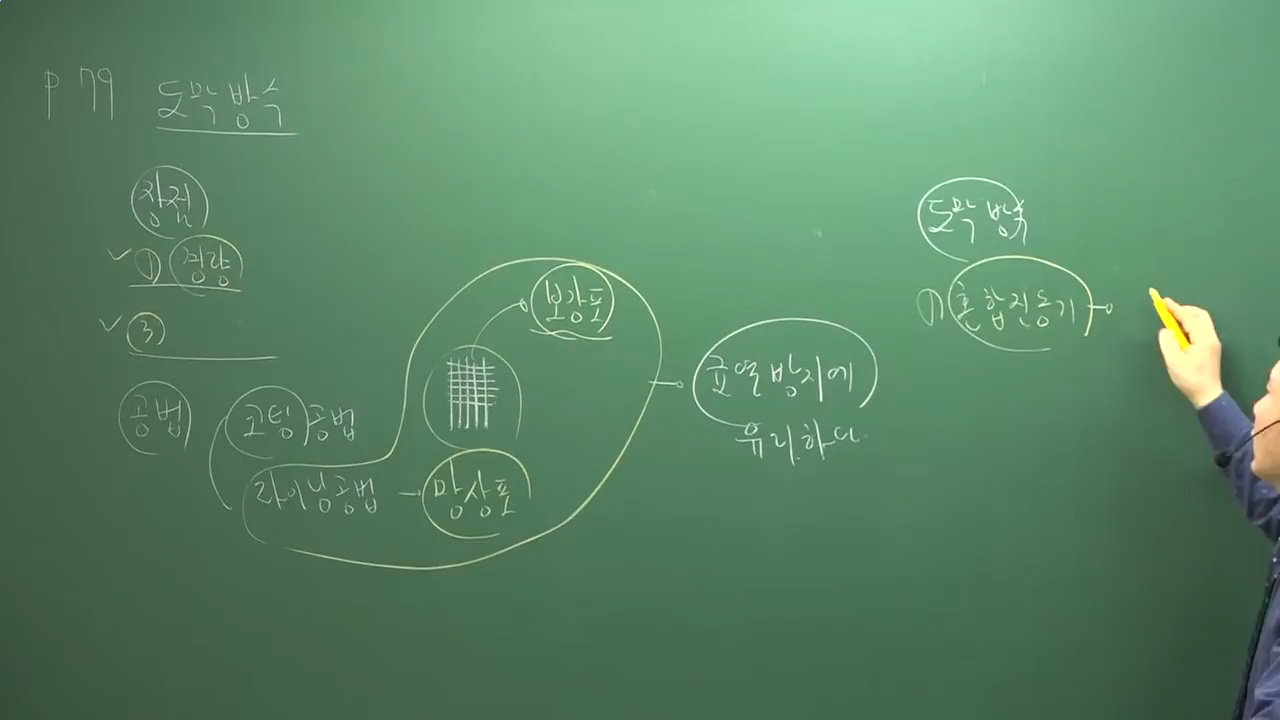 p 79 도막방수
장점
① 경량
③
공법
코팅공법
라이닝공법
망상포
보강포
균열방지에
유리하다.
도막방수
① 혼합전동기